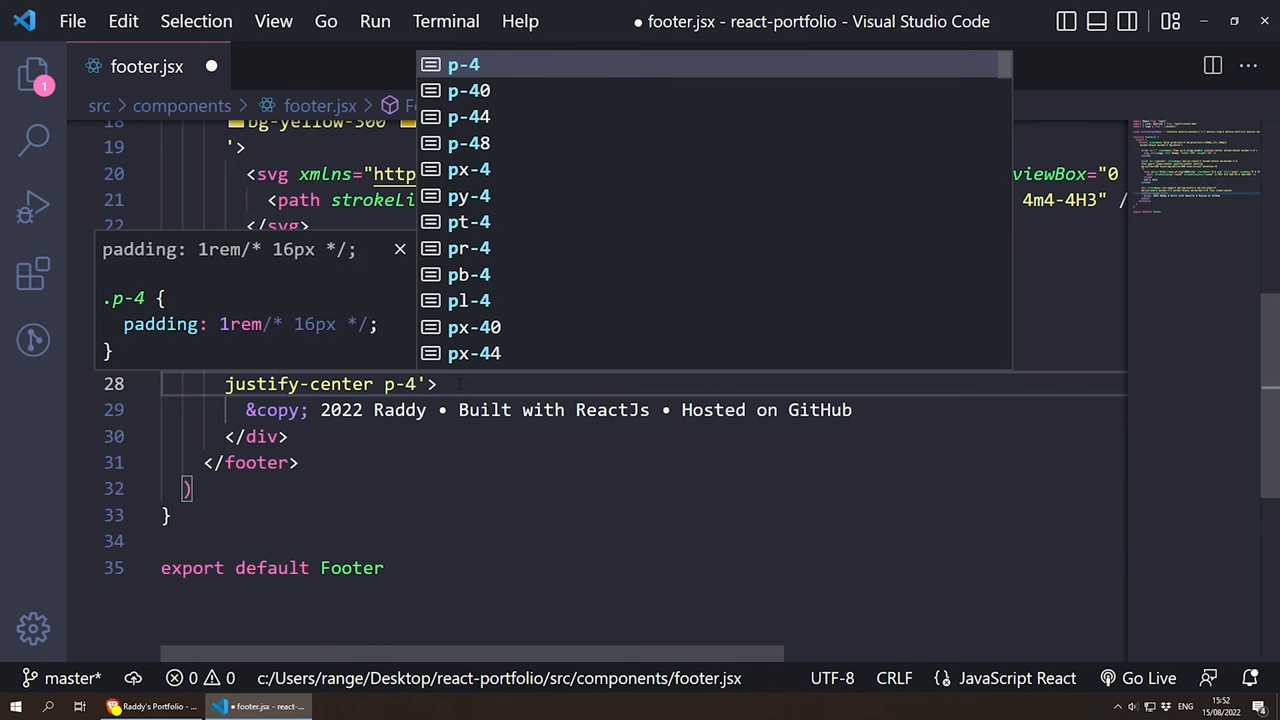 File Edit Selection View Go Run Terminal Help ● footer.jsx - react-portfolio - Visual Studio Code
footer.jsx ●
src > components > footer.jsx >
18 bg-yellow-300
19 '>
20 <svg xmlns="http viewBox="0
21 <path strokeLi 4m4-4H3" /
22 </svg>
p-4
p-40
p-44
p-48
px-4
py-4
pt-4
pr-4
pb-4
pl-4
px-40
px-44
padding: 1rem/* 16px */;
.p-4 {
padding: 1rem/* 16px */;
}
28 justify-center p-4'>
29 &copy; 2022 Raddy • Built with ReactJs • Hosted on GitHub
30 </div>
31 </footer>
32 )
33 }
34
35 export default Footer
1
master* 0 0 c:/Users/range/Desktop/react-portfolio/src/components/footer.jsx UTF-8 CRLF {} JavaScript React Go Live
Raddy's Portfolio - ... ● footer.jsx - react-... ENG 15:52
15/08/2022 4